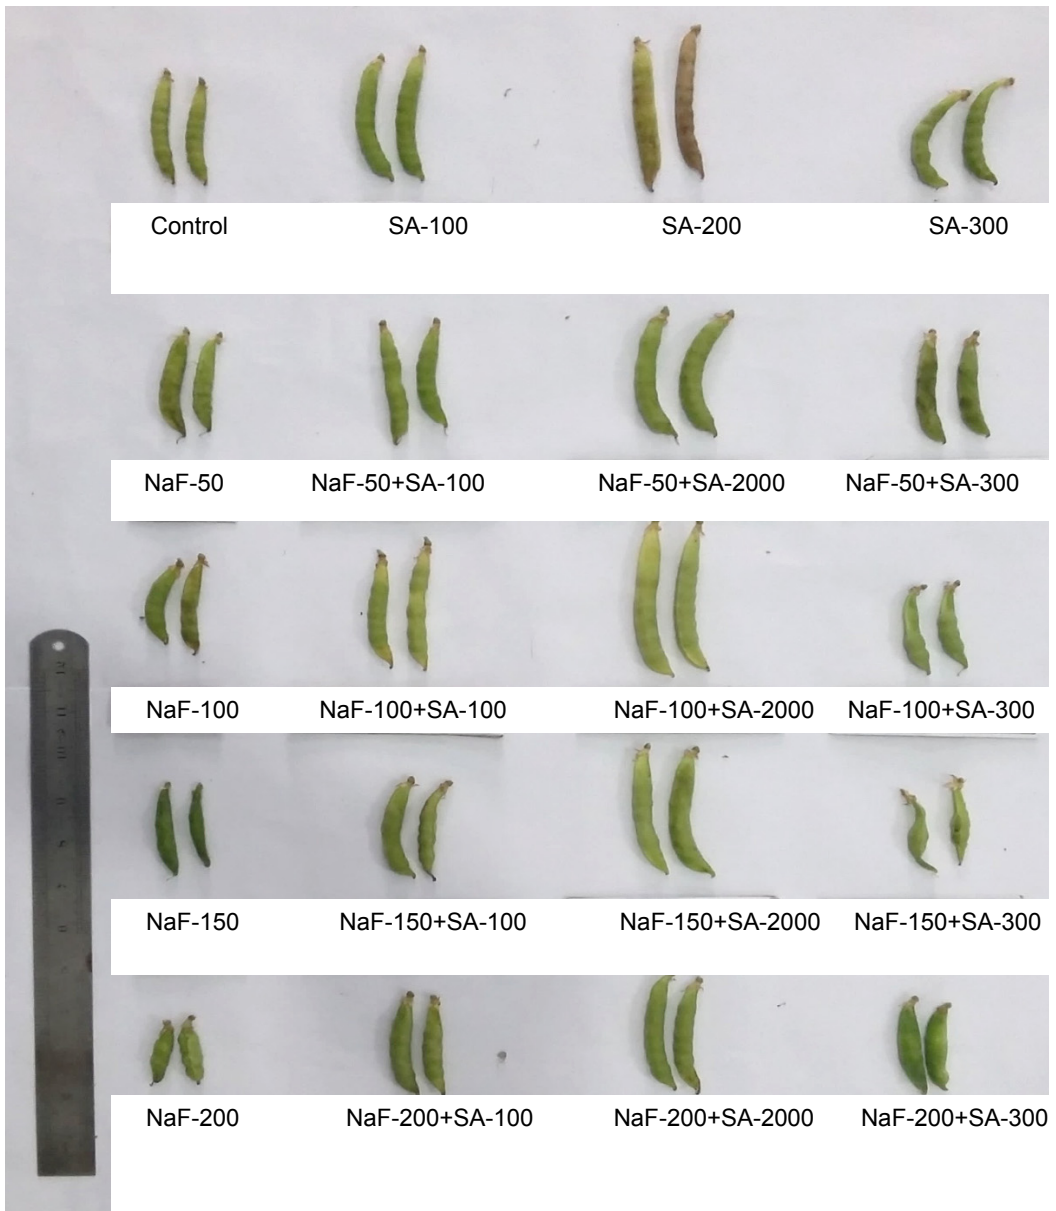 Control SA-100 SA-200 SA-300
NaF-50 NaF-50+SA-100 NaF-50+SA-2000 NaF-50+SA-300
NaF-100 NaF-100+SA-100 NaF-100+SA-2000 NaF-100+SA-300
NaF-150 NaF-150+SA-100 NaF-150+SA-2000 NaF-150+SA-300
NaF-200 NaF-200+SA-100 NaF-200+SA-2000 NaF-200+SA-300